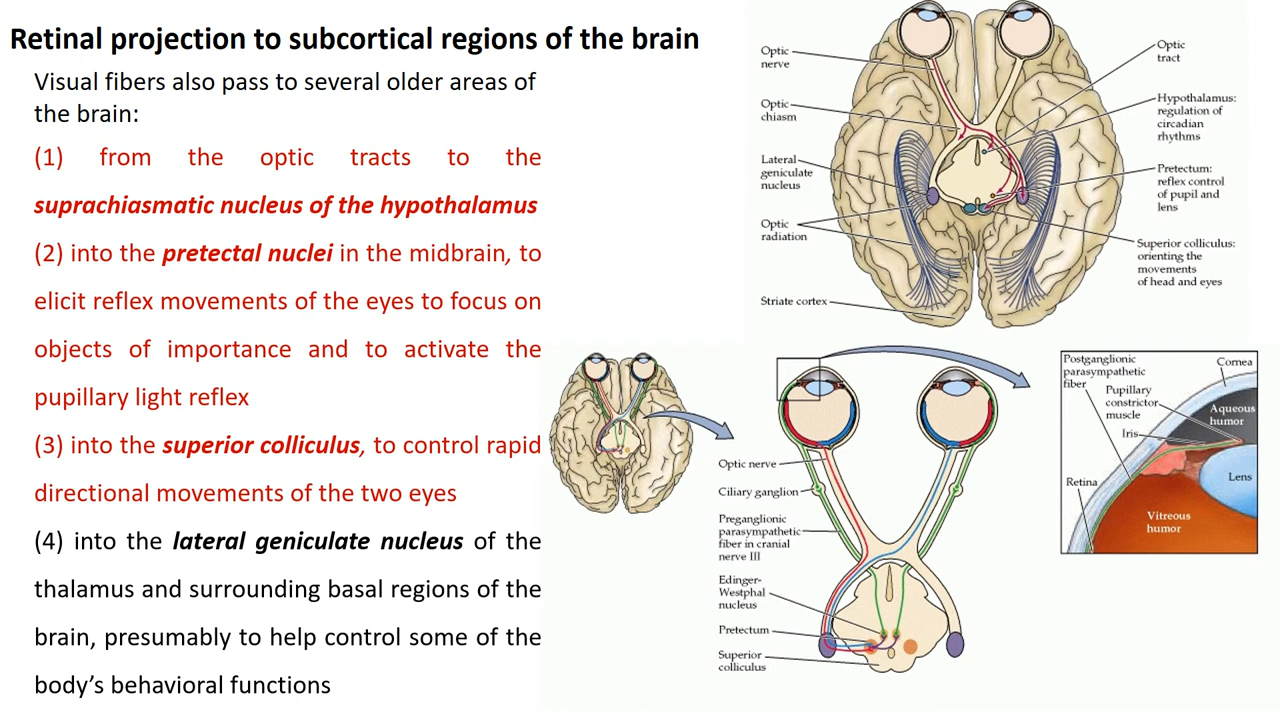 Retinal projection to subcortical regions of the brain
Visual fibers also pass to several older areas of
the brain:
(1) from the optic tracts to the
suprachiasmatic nucleus of the hypothalamus
(2) into the pretectal nuclei in the midbrain, to
elicit reflex movements of the eyes to focus on
objects of importance and to activate the
pupillary light reflex
(3) into the superior colliculus, to control rapid
directional movements of the two eyes
(4) into the lateral geniculate nucleus of the
thalamus and surrounding basal regions of the
brain, presumably to help control some of the
body’s behavioral functions
Optic
nerve
Optic
chiasm
Lateral
geniculate
nucleus
Optic
radiation
Striate cortex
Optic
tract
Hypothalamus:
regulation of
circadian
rhythms
Pretectum:
reflex control
of pupil and
lens
Superior colliculus:
orienting the
movements
of head and eyes
Optic nerve
Ciliary ganglion
Preganglionic
parasympathetic
fiber in cranial
nerve III
Edinger-
Westphal
nucleus
Pretectum
Superior
colliculus
Postganglionic
parasympathetic
fiber
Cornea
Pupillary
constrictor
muscle
Aqueous
humor
Iris
Retina
Lens
Vitreous
humor